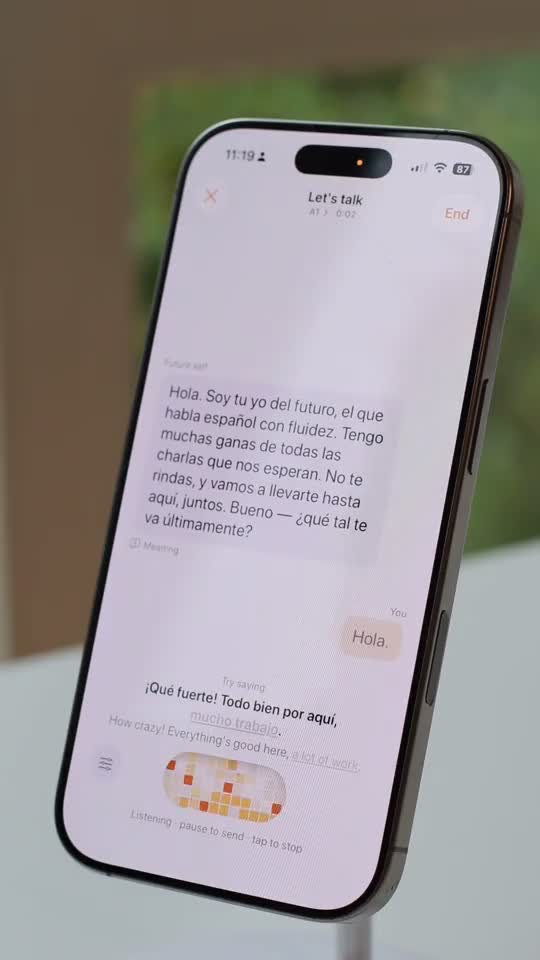 11:19
87
Let's talk
A1 > 0:02
End
Future self
Hola. Soy tu yo del futuro, el que
habla español con fluidez. Tengo
muchas ganas de todas las
charlas que nos esperan. No te
rindas, y vamos a llevarte hasta
aquí, juntos. Bueno — ¿qué tal te
va últimamente?
Meaning
You
Hola.
Try saying
¡Qué fuerte! Todo bien por aquí,
mucho trabajo.
How crazy! Everything's good here, a lot of work.
Listening · pause to send · tap to stop